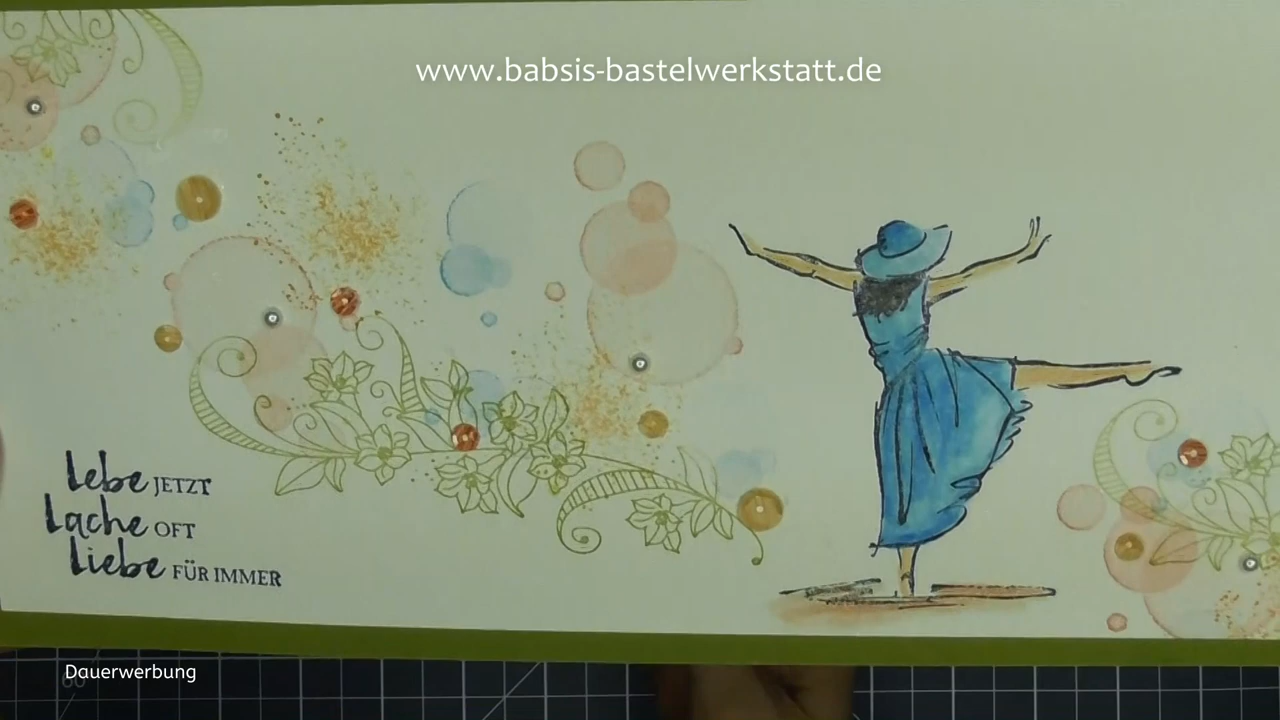 www.babsis-bastelwerkstatt.de
Lebe JETZT
Lache OFT
Liebe FÜR IMMER
Dauerwerbung